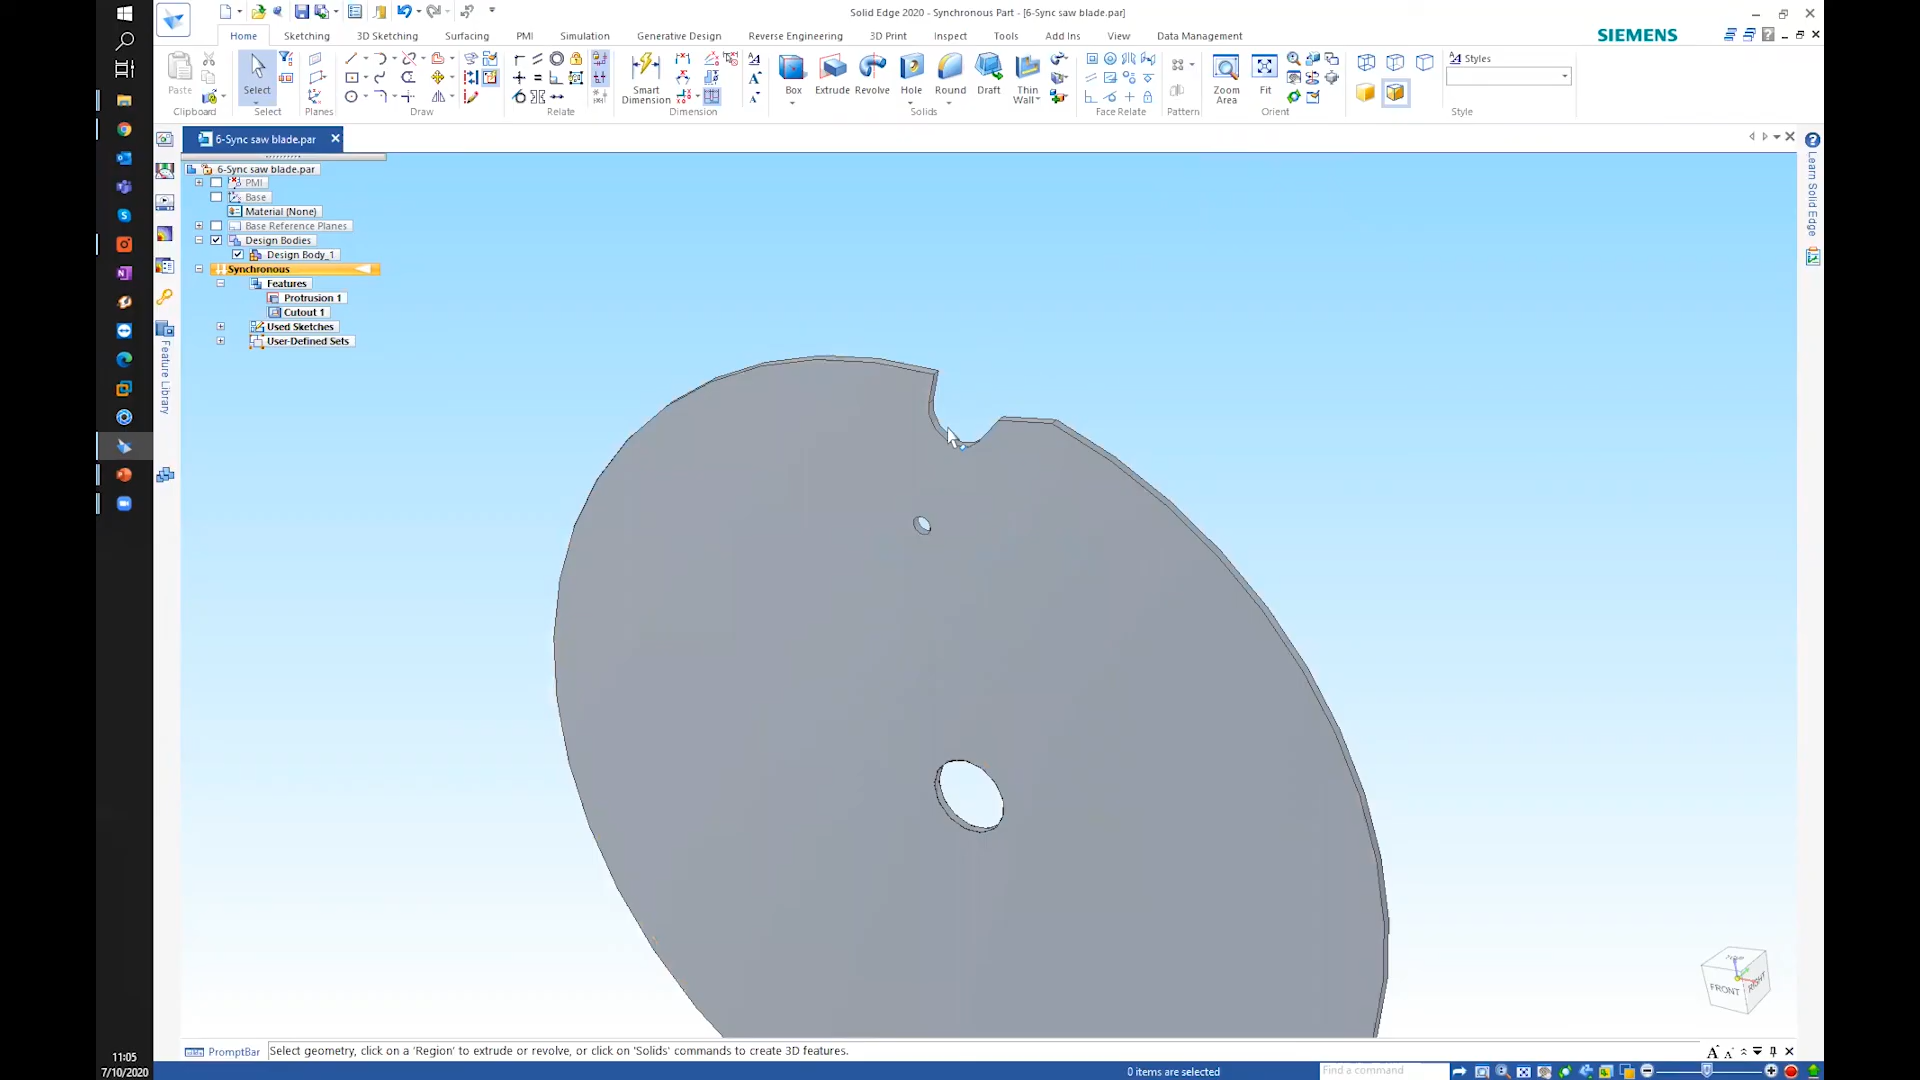 Solid Edge 2020 - Synchronous Part - [6-Sync saw blade.par]
Home Sketching 3D Sketching Surfacing PMI Simulation Generative Design Reverse Engineering 3D Print Inspect Tools Add Ins View Data Management
SIEMENS
Paste Select Smart Dimension Box Extrude Revolve Hole Round Draft Thin Wall Zoom Area Fit Styles
Clipboard Select Planes Draw Relate Dimension Solids Face Relate Pattern Orient Style
6-Sync saw blade.par
6-Sync saw blade.par
PMI
Base
Material (None)
Base Reference Planes
Design Bodies
Design Body_1
Synchronous
Features
Protrusion 1
Cutout 1
Used Sketches
User-Defined Sets
Feature Library
Learn Solid Edge
FRONT RIGHT
PromptBar Select geometry, click on a 'Region' to extrude or revolve, or click on 'Solids' commands to create 3D features.
0 items are selected Find a command
11:05
7/10/2020